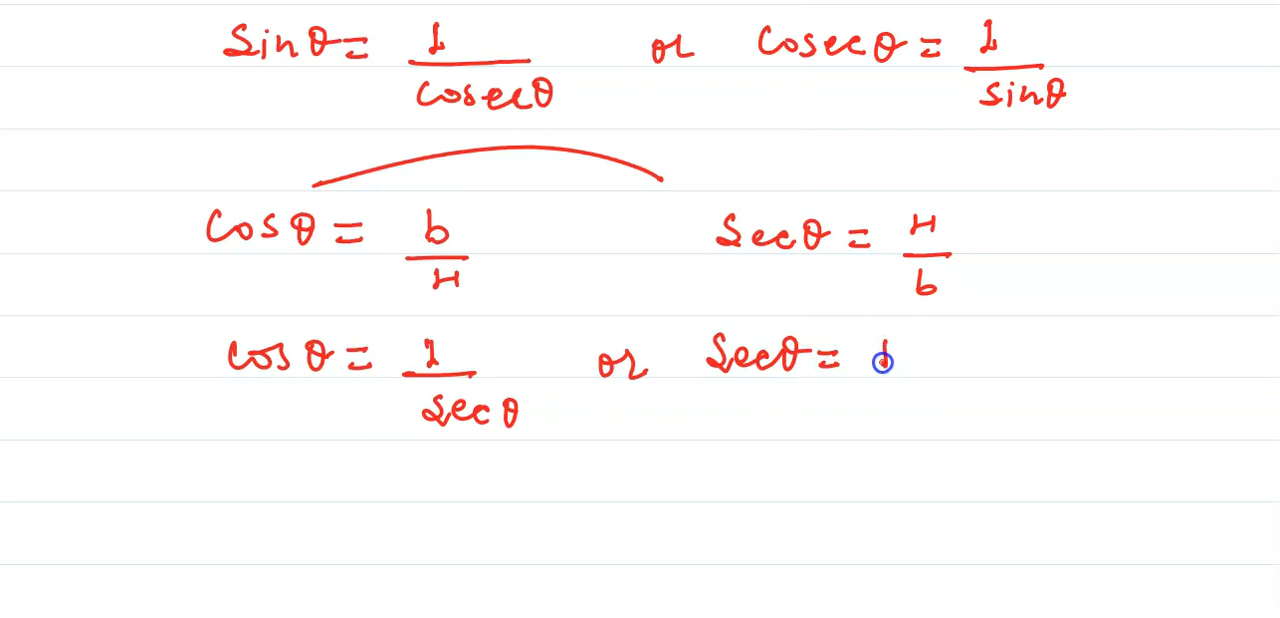 Sinθ = 1/cosecθ or Cosecθ = 1/sinθ
Cosθ = b/H Secθ = H/b
Cosθ = 1/secθ or Secθ = 1